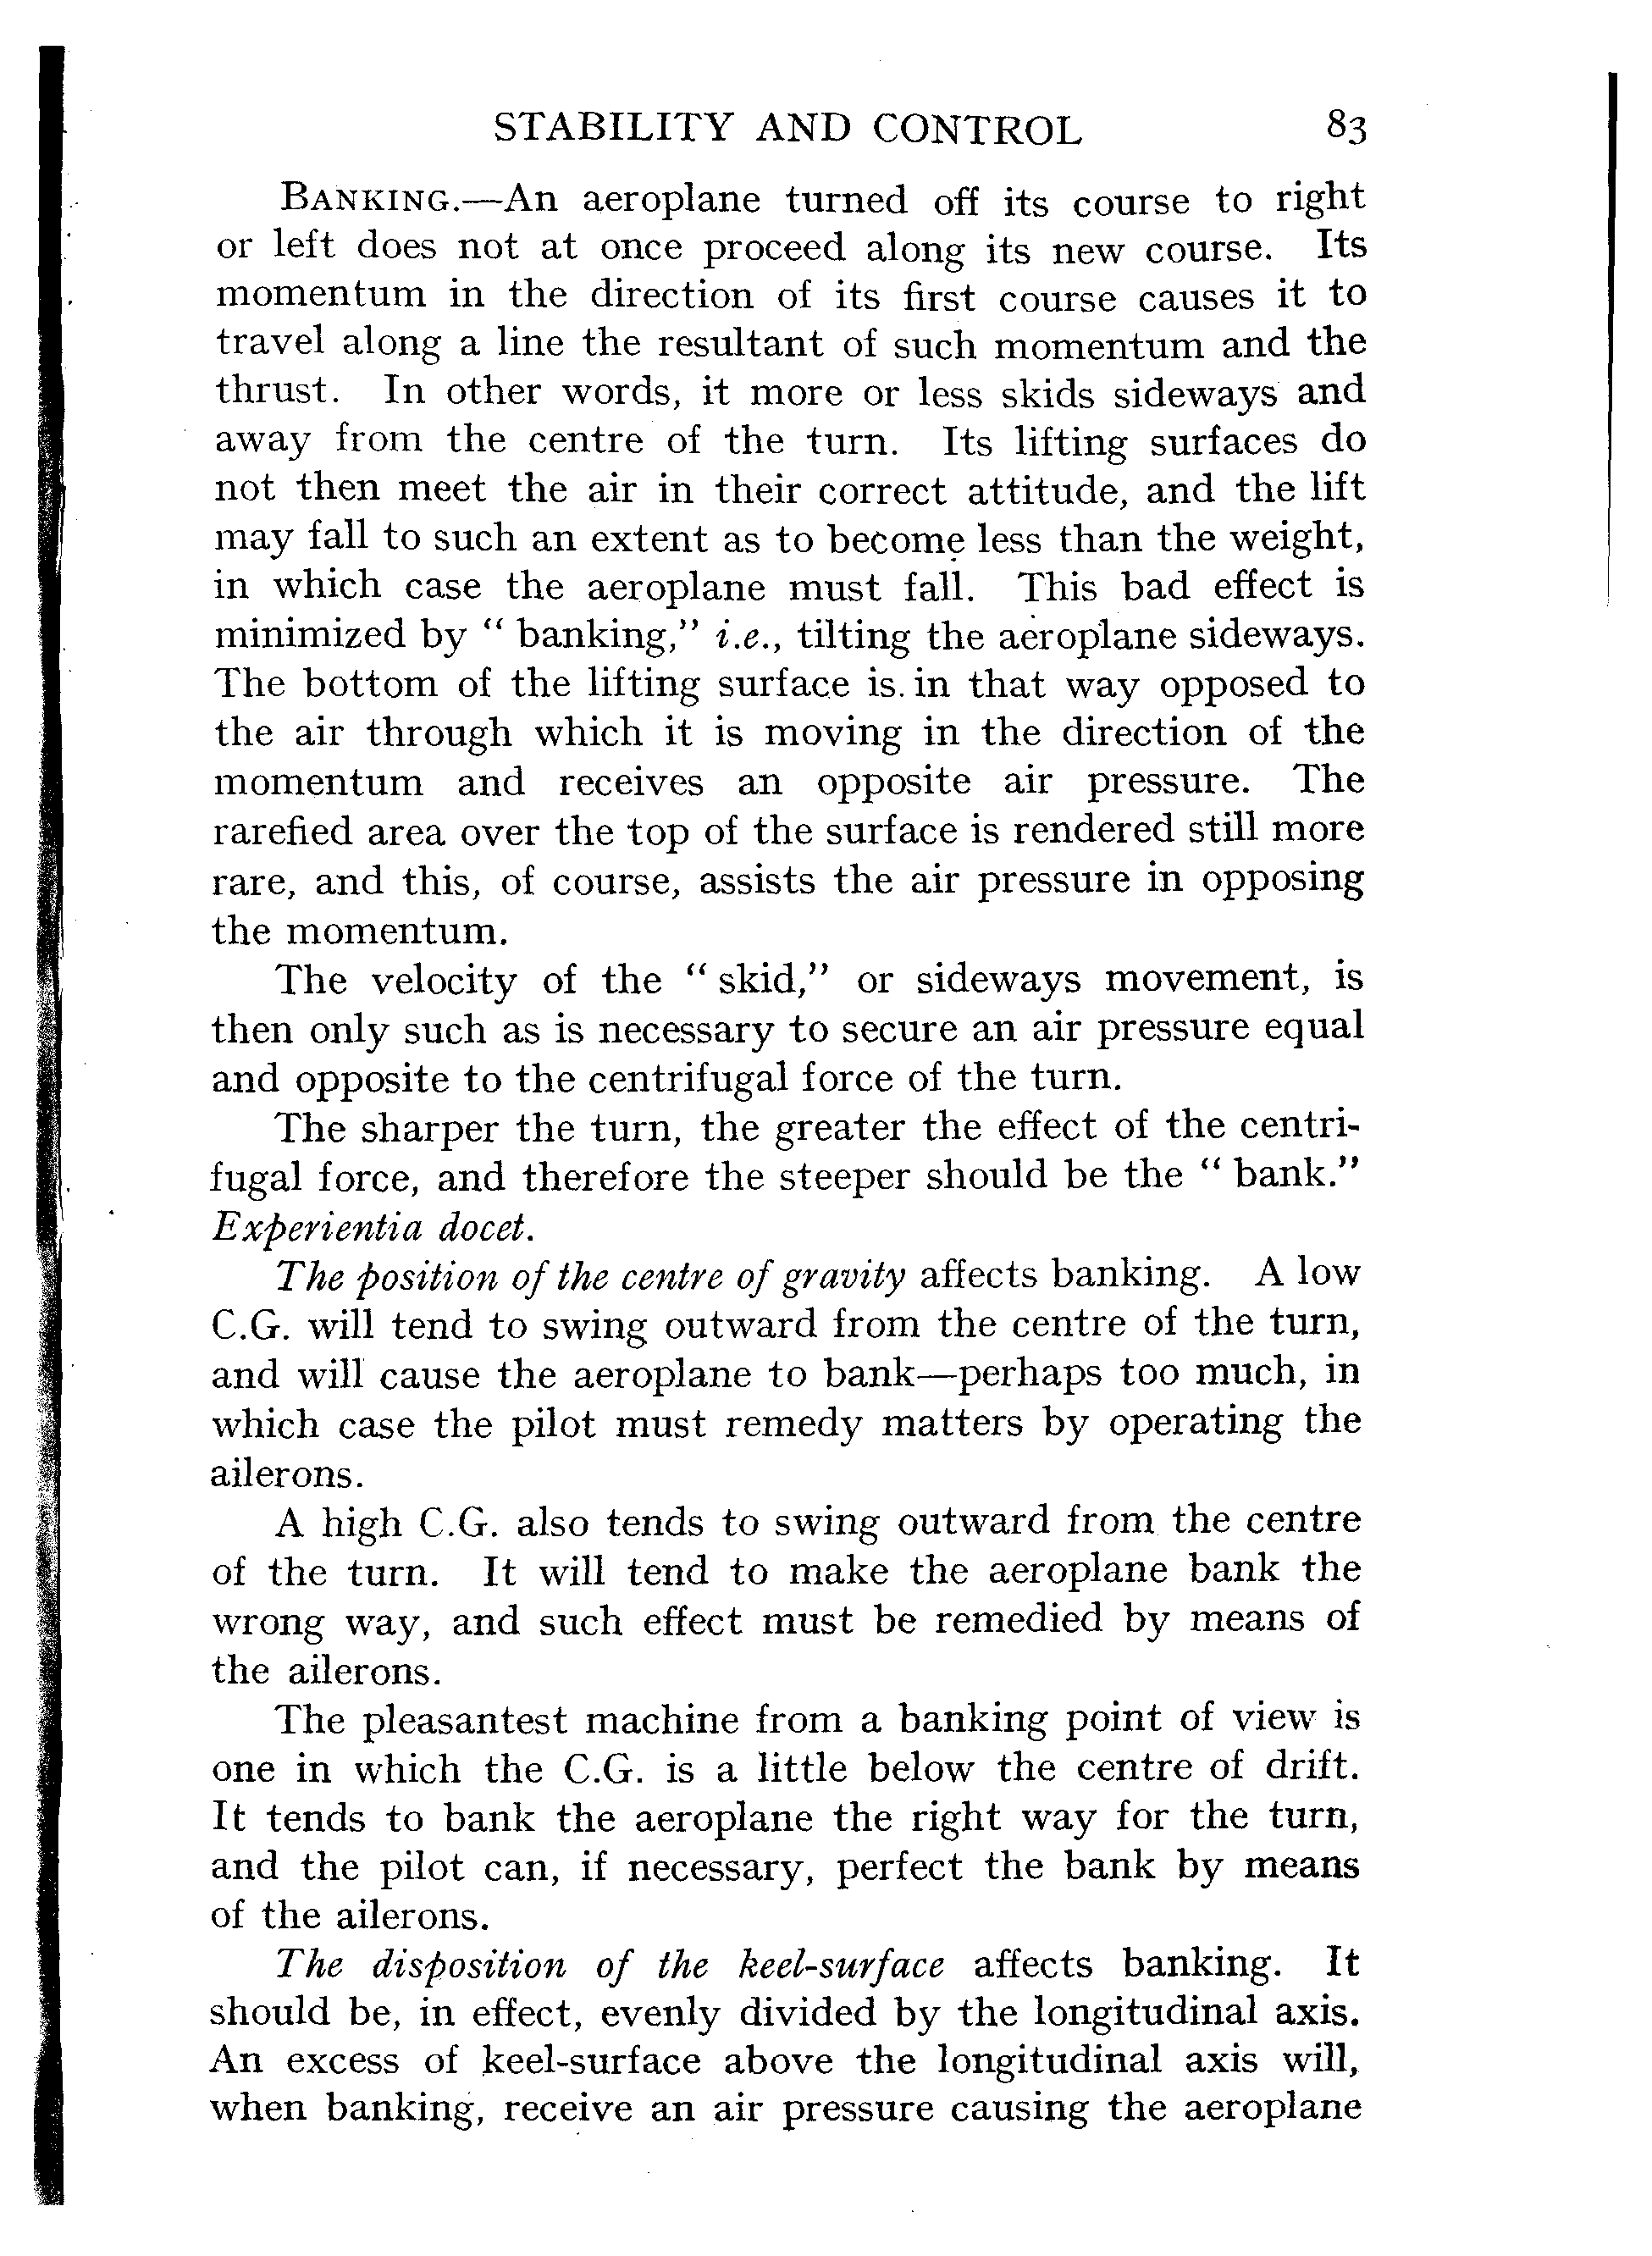 STABILITY AND CONTROL 83
BANKING.—An aeroplane turned off its course to right
or left does not at once proceed along its new course. Its
momentum in the direction of its first course causes it to
travel along a line the resultant of such momentum and the
thrust. In other words, it more or less skids sideways and
away from the centre of the turn. Its lifting surfaces do
not then meet the air in their correct attitude, and the lift
may fall to such an extent as to become less than the weight,
in which case the aeroplane must fall. This bad effect is
minimized by “ banking,” i.e., tilting the aeroplane sideways.
The bottom of the lifting surface is in that way opposed to
the air through which it is moving in the direction of the
momentum and receives an opposite air pressure. The
rarefied area over the top of the surface is rendered still more
rare, and this, of course, assists the air pressure in opposing
the momentum.
The velocity of the “ skid,” or sideways movement, is
then only such as is necessary to secure an air pressure equal
and opposite to the centrifugal force of the turn.
The sharper the turn, the greater the effect of the centri-
fugal force, and therefore the steeper should be the “ bank.”
Experientia docet.
The position of the centre of gravity affects banking. A low
C.G. will tend to swing outward from the centre of the turn,
and will cause the aeroplane to bank—perhaps too much, in
which case the pilot must remedy matters by operating the
ailerons.
A high C.G. also tends to swing outward from the centre
of the turn. It will tend to make the aeroplane bank the
wrong way, and such effect must be remedied by means of
the ailerons.
The pleasantest machine from a banking point of view is
one in which the C.G. is a little below the centre of drift.
It tends to bank the aeroplane the right way for the turn,
and the pilot can, if necessary, perfect the bank by means
of the ailerons.
The disposition of the keel-surface affects banking. It
should be, in effect, evenly divided by the longitudinal axis.
An excess of keel-surface above the longitudinal axis will,
when banking, receive an air pressure causing the aeroplane